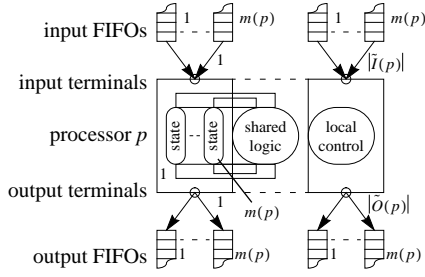 input FIFOs 1 m(p) 1 m(p)
1 |Ĩ(p)|
input terminals
processor p state state shared logic local control
1
output terminals 1 m(p) |Õ(p)|
output FIFOs 1 m(p) 1 m(p)